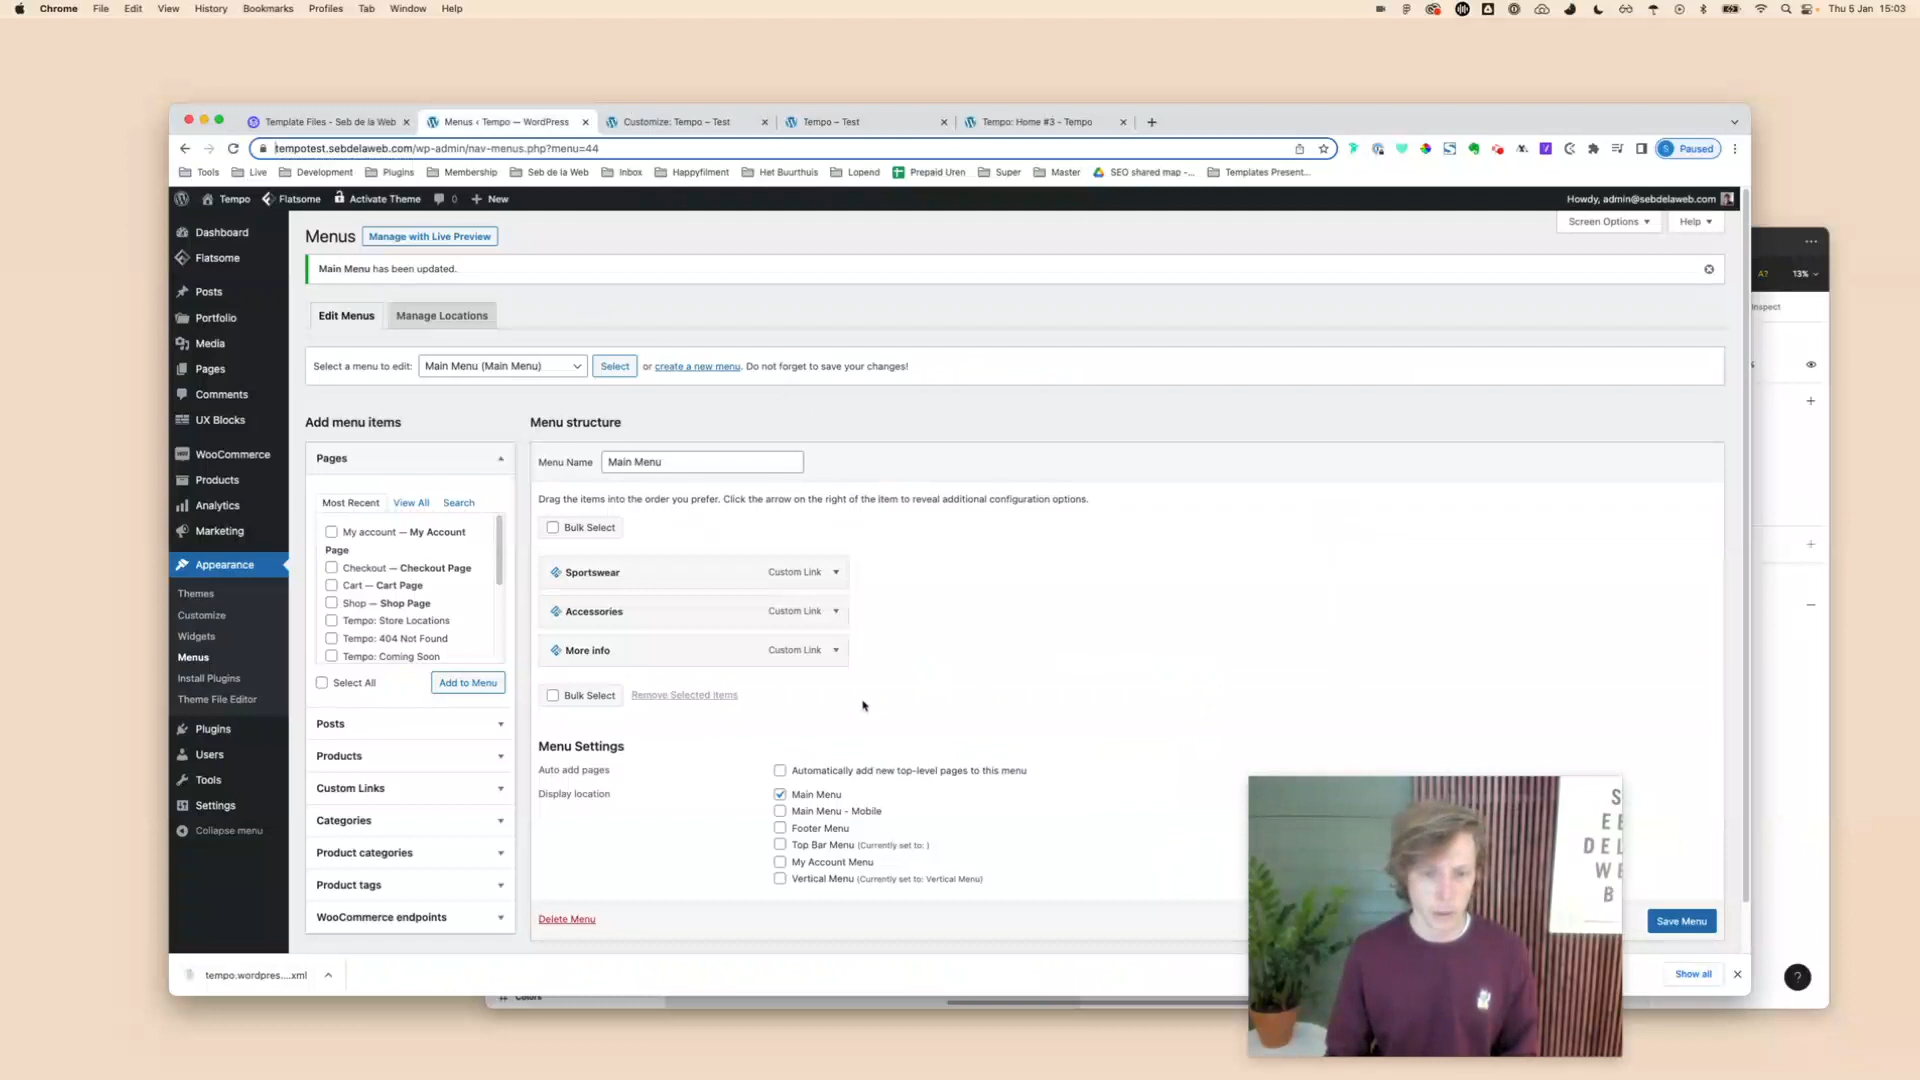 Chrome File Edit View History Bookmarks Profiles Tab Window Help Thu 5 Jan 15:03
Template Files - Seb de la Web
Menus ‹ Tempo — WordPress
Customize: Tempo – Test
Tempo – Test
Tempo: Home #3 - Tempo
tempotest.sebdelaweb.com/wp-admin/nav-menus.php?menu=44
S Paused
Tools Live Development Plugins Membership Seb de la Web Inbox Happyfilment Het Buurthuis Lopend Prepaid Uren Super Master SEO shared map -... Templates Present...
Tempo Flatsome Activate Theme 0 New Howdy, admin@sebdelaweb.com
Dashboard
Flatsome
Posts
Portfolio
Media
Pages
Comments
UX Blocks
WooCommerce
Products
Analytics
Marketing
Appearance
Themes
Customize
Widgets
Menus
Install Plugins
Theme File Editor
Plugins
Users
Tools
Settings
Collapse menu
Menus Manage with Live Preview
Screen Options Help
Main Menu has been updated.
Edit Menus Manage Locations
Select a menu to edit: Main Menu (Main Menu) Select or create a new menu. Do not forget to save your changes!
Add menu items
Pages
Most Recent View All Search
My account — My Account
Page
Checkout — Checkout Page
Cart — Cart Page
Shop — Shop Page
Tempo: Store Locations
Tempo: 404 Not Found
Tempo: Coming Soon
Select All Add to Menu
Posts
Products
Custom Links
Categories
Product categories
Product tags
WooCommerce endpoints
Menu structure
Menu Name Main Menu
Drag the items into the order you prefer. Click the arrow on the right of the item to reveal additional configuration options.
Bulk Select
Sportswear Custom Link
Accessories Custom Link
More info Custom Link
Bulk Select Remove Selected Items
Menu Settings
Auto add pages Automatically add new top-level pages to this menu
Display location Main Menu
Main Menu - Mobile
Footer Menu
Top Bar Menu (Currently set to: )
My Account Menu
Vertical Menu (Currently set to: Vertical Menu)
Delete Menu
Save Menu
tempo.wordpres....xml
Show all
A? 13%
Inspect
?
S
E E
D E L
W E
B